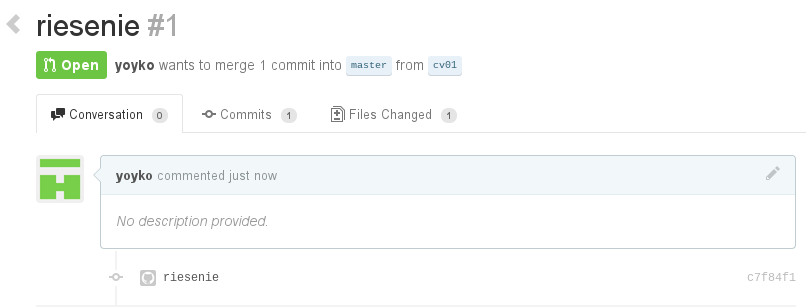 riesenie #1
Open yoyko wants to merge 1 commit into master from cv01
Conversation 0 Commits 1 Files Changed 1
yoyko commented just now
No description provided.
riesenie c7f84f1